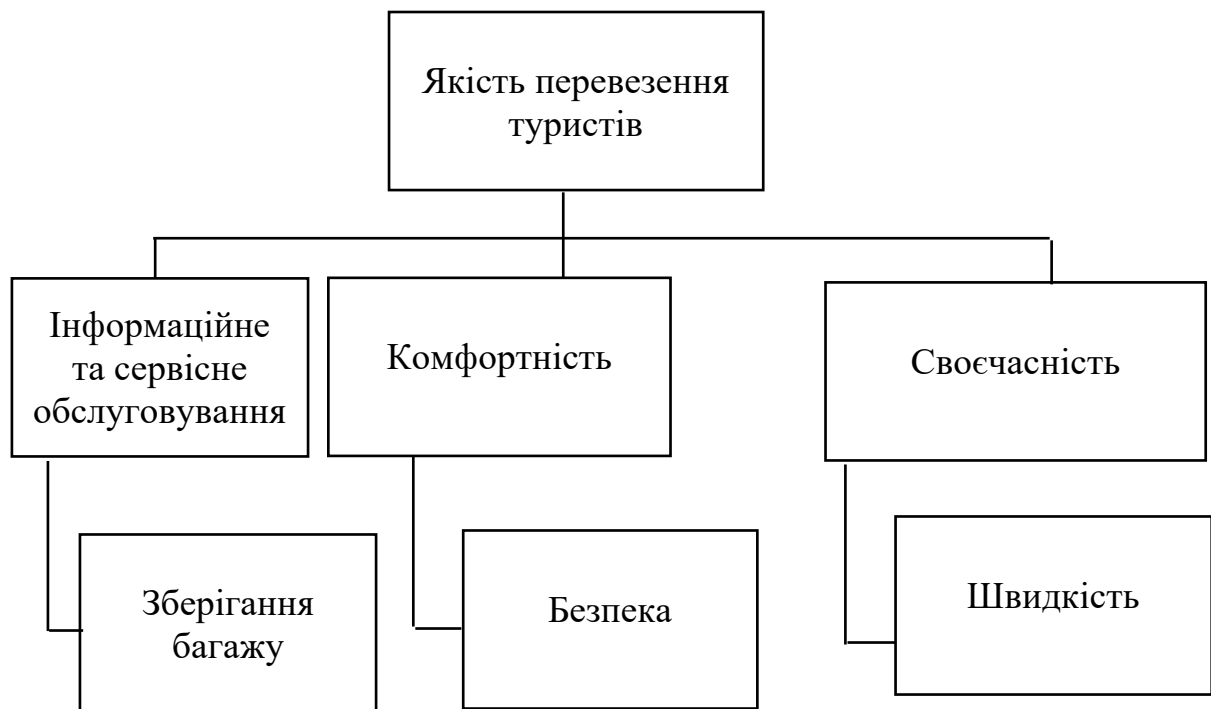 Якість перевезення
туристів
Інформаційне
та сервісне
обслуговування
Комфортність
Своєчасність
Зберігання
багажу
Безпека
Швидкість